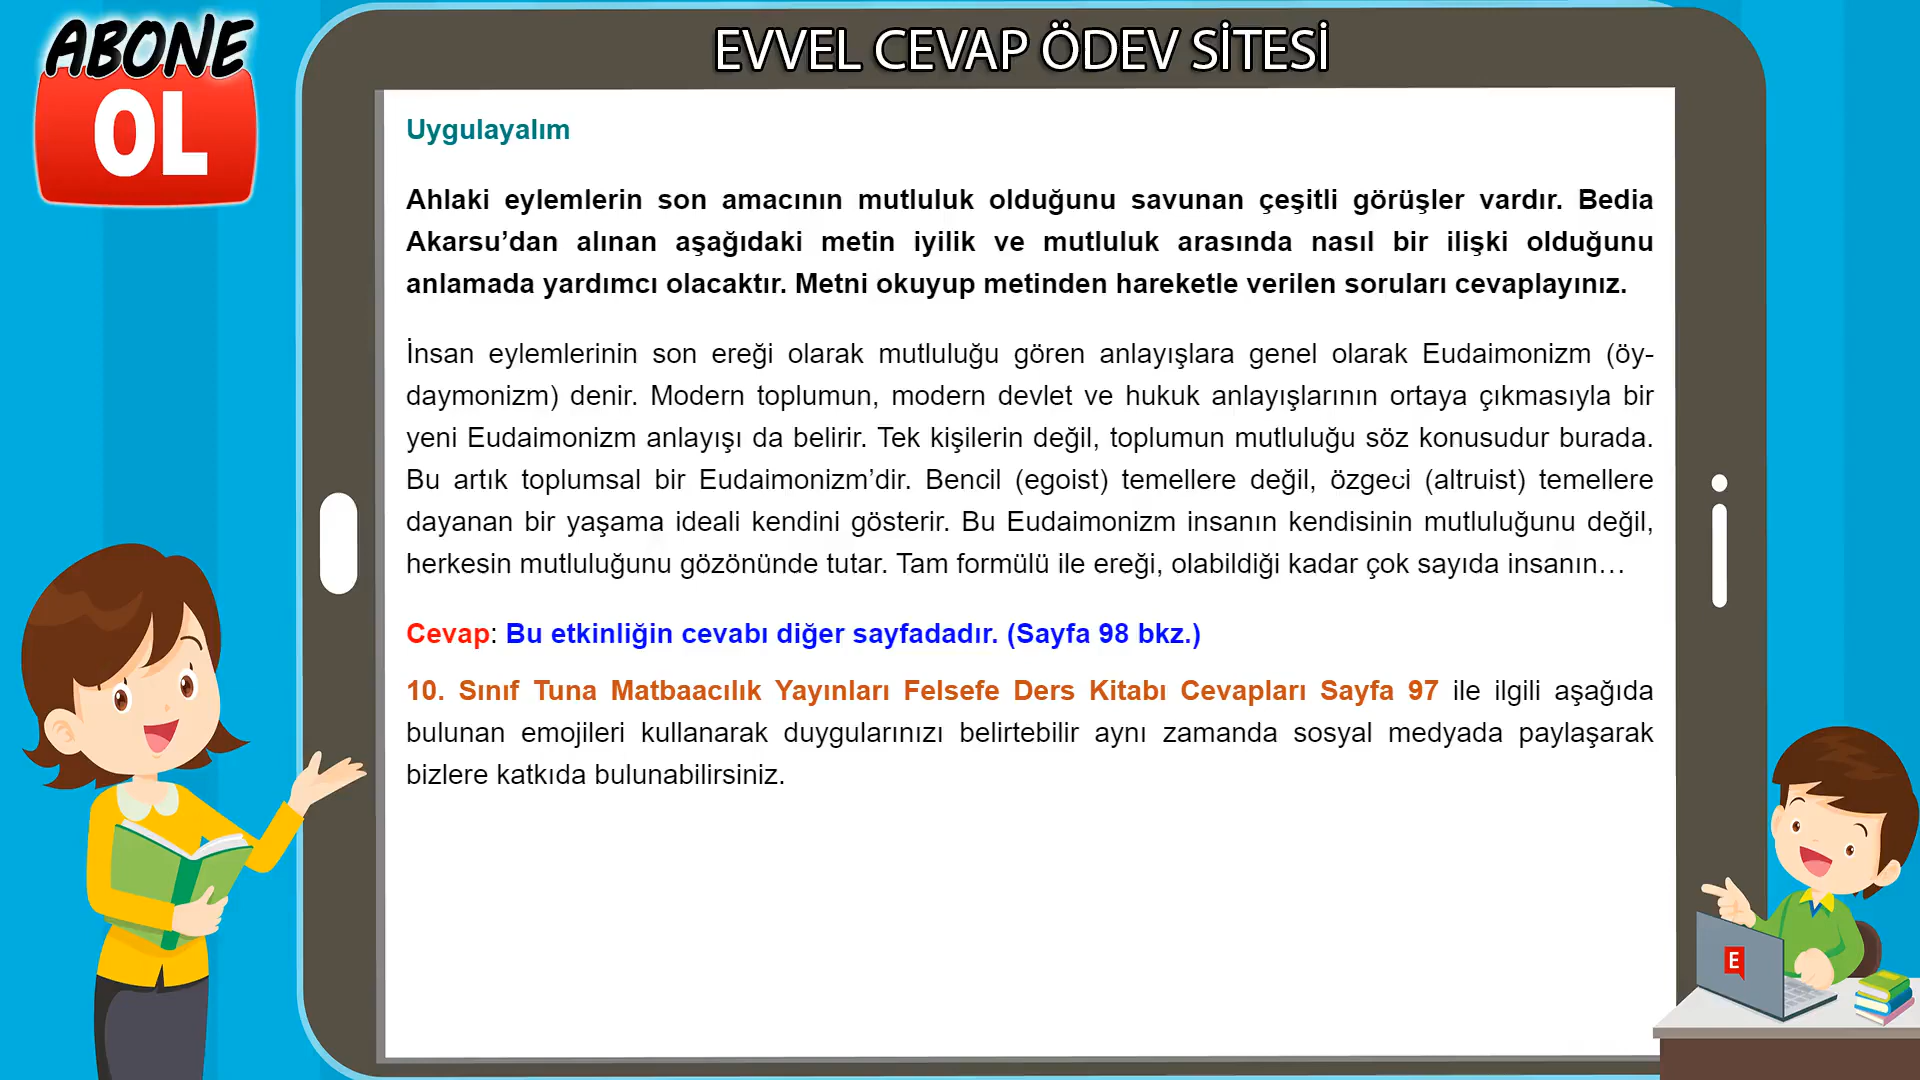 ABONE
OL
EVVEL CEVAP ÖDEV SİTESİ
Uygulayalım
Ahlaki eylemlerin son amacının mutluluk olduğunu savunan çeşitli görüşler vardır. Bedia
Akarsu’dan alınan aşağıdaki metin iyilik ve mutluluk arasında nasıl bir ilişki olduğunu
anlamada yardımcı olacaktır. Metni okuyup metinden hareketle verilen soruları cevaplayınız.
İnsan eylemlerinin son ereği olarak mutluluğu gören anlayışlara genel olarak Eudaimonizm (öy-
daymonizm) denir. Modern toplumun, modern devlet ve hukuk anlayışlarının ortaya çıkmasıyla bir
yeni Eudaimonizm anlayışı da belirir. Tek kişilerin değil, toplumun mutluluğu söz konusudur burada.
Bu artık toplumsal bir Eudaimonizm’dir. Bencil (egoist) temellere değil, özgeci (altruist) temellere
dayanan bir yaşama ideali kendini gösterir. Bu Eudaimonizm insanın kendisinin mutluluğunu değil,
herkesin mutluluğunu gözönünde tutar. Tam formülü ile ereği, olabildiği kadar çok sayıda insanın…
Cevap: Bu etkinliğin cevabı diğer sayfadadır. (Sayfa 98 bkz.)
10. Sınıf Tuna Matbaacılık Yayınları Felsefe Ders Kitabı Cevapları Sayfa 97 ile ilgili aşağıda
bulunan emojileri kullanarak duygularınızı belirtebilir aynı zamanda sosyal medyada paylaşarak
bizlere katkıda bulunabilirsiniz.
E